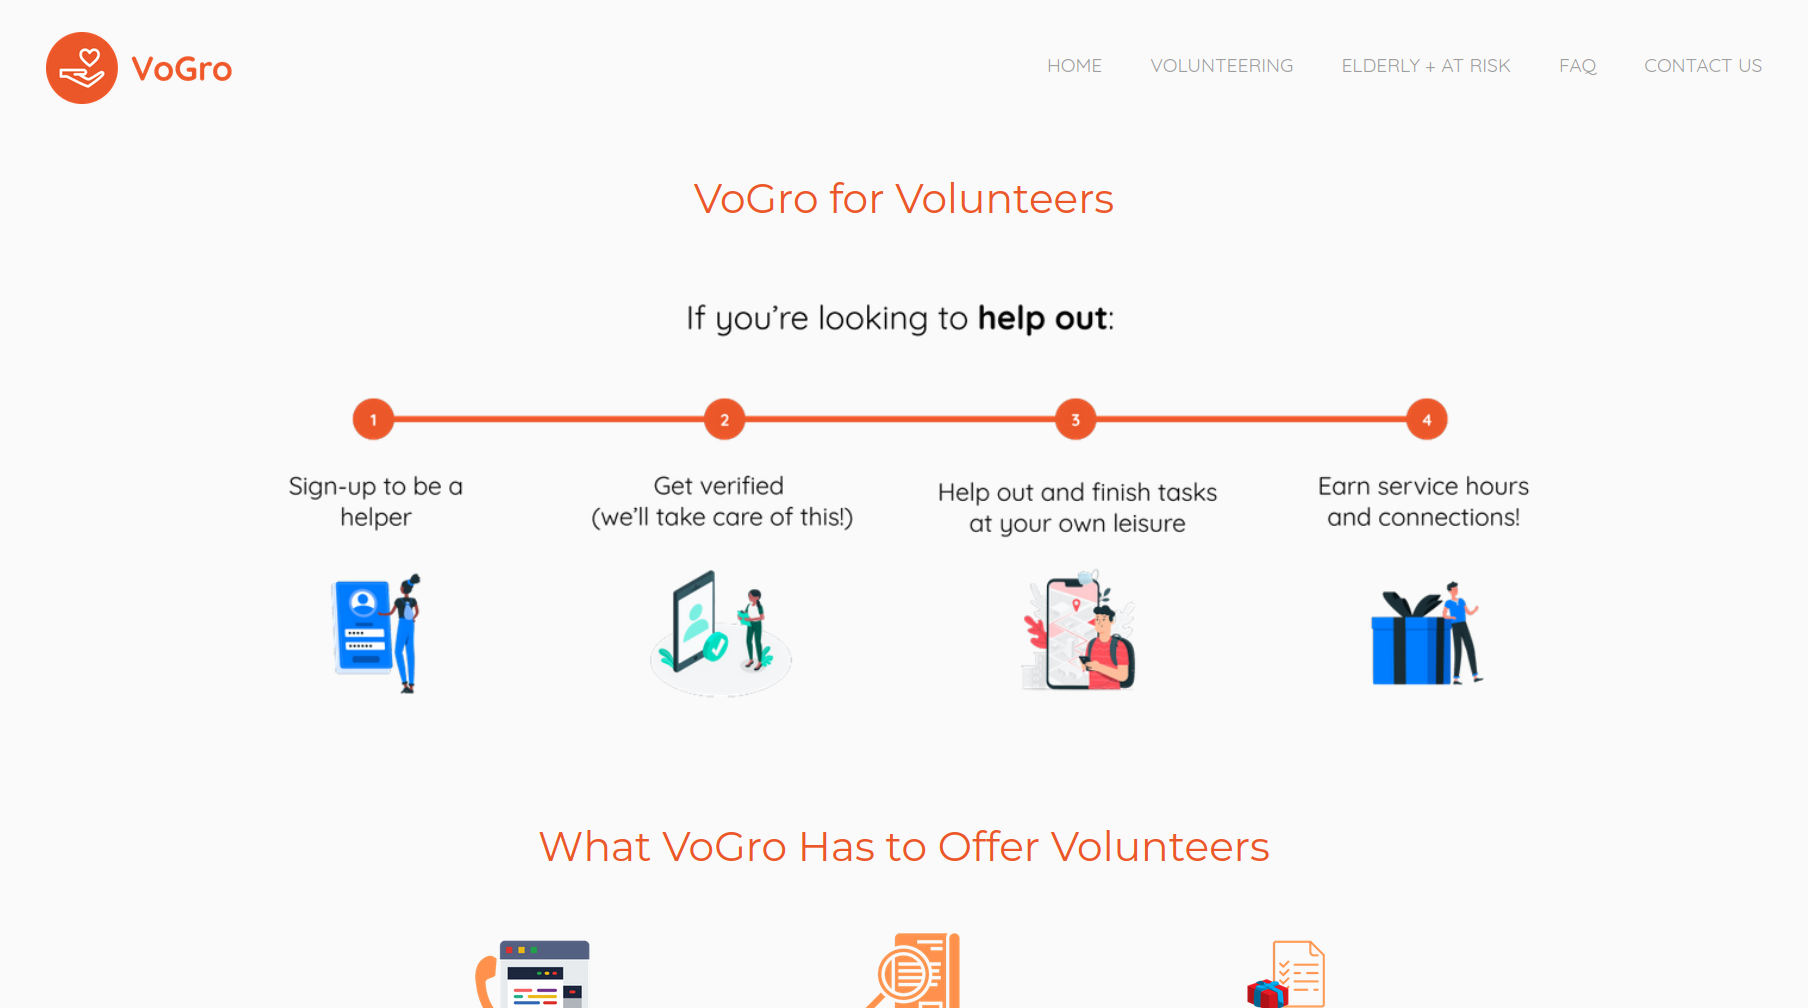 VoGro
HOME
VOLUNTEERING
ELDERLY + AT RISK
FAQ
CONTACT US
VoGro for Volunteers
If you're looking to help out:
1
2
3
4
Sign-up to be a
helper
Get verified
(we'll take care of this!)
Help out and finish tasks
at your own leisure
Earn service hours
and connections!
What VoGro Has to Offer Volunteers